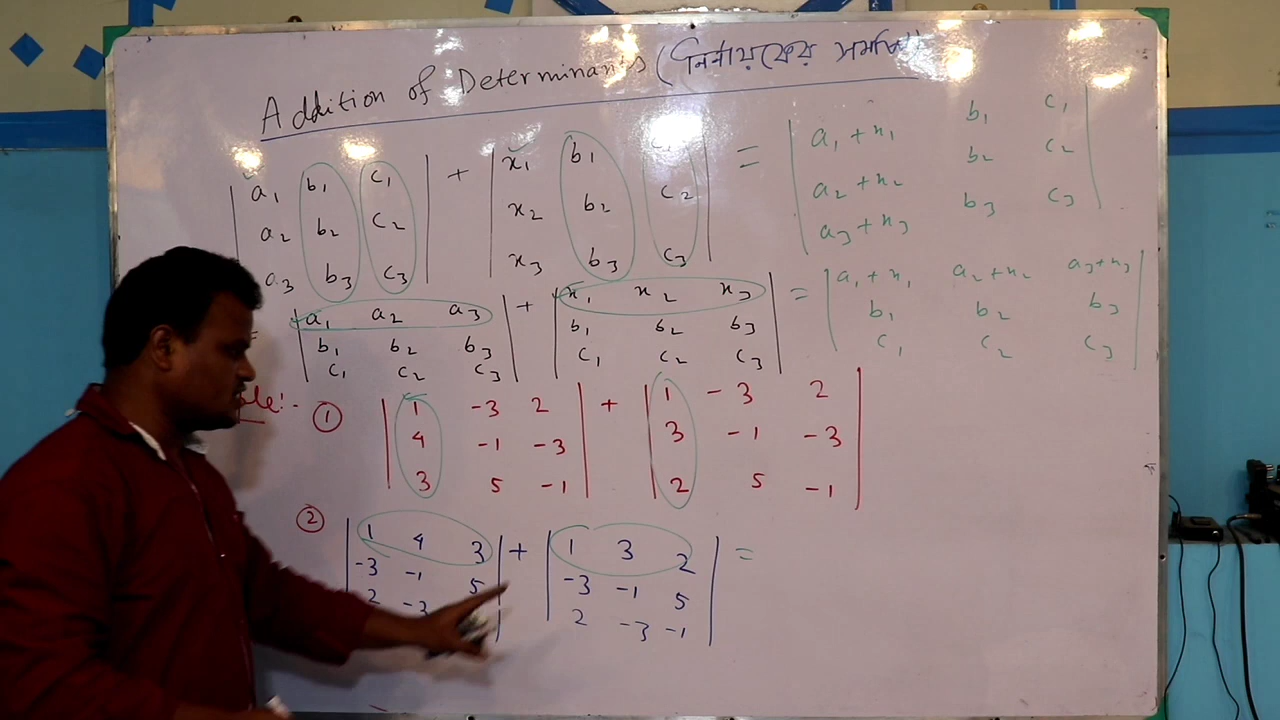 Addition of Determinants (নির্ণায়কের সংযোগ)
| a₁ b₁ c₁ | + | x₁ b₁ | = | a₁+x₁ b₁ c₁ |
| a₂ b₂ c₂ | | x₂ b₂ c₂ | | a₂+x₂ b₂ c₂ |
| a₃ b₃ c₃ | | x₃ b₃ c₃ | | a₃+x₃ b₃ c₃ |
| a₁ a₂ a₃ | + | x₁ x₂ x₃ | = | a₁+x₁ a₂+x₂ a₃+x₃ |
| b₁ b₂ b₃ | | b₁ b₂ b₃ | | b₁ b₂ b₃ |
| c₁ c₂ c₃ | | c₁ c₂ c₃ | | c₁ c₂ c₃ |
① | 1 -3 2 | + | 1 -3 2 |
| 4 -1 -3 | | 3 -1 -3 |
| 3 5 -1 | | 2 5 -1 |
② | 1 4 3 | + | 1 3 2 | =
| -3 -1 5 | | -3 -1 5 |
| 2 -3 | | 2 -3 -1 |